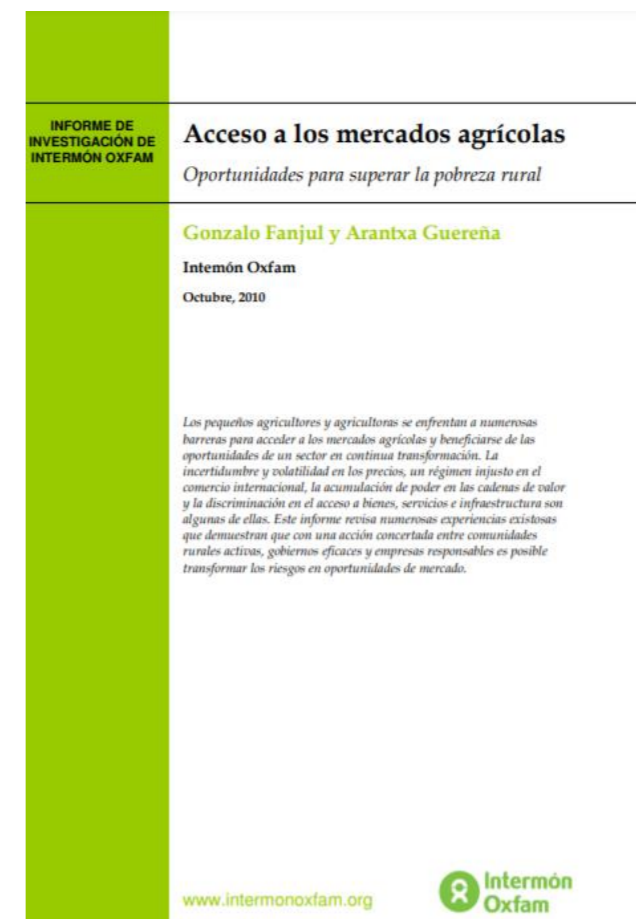 INFORME DE
INVESTIGACIÓN DE
INTERMÓN OXFAM
Acceso a los mercados agrícolas
Oportunidades para superar la pobreza rural
Gonzalo Fanjul y Arantxa Guereña
Intemón Oxfam
Octubre, 2010
Los pequeños agricultores y agricultoras se enfrentan a numerosas
barreras para acceder a los mercados agrícolas y beneficiarse de las
oportunidades de un sector en continua transformación. La
incertidumbre y volatilidad en los precios, un régimen injusto en el
comercio internacional, la acumulación de poder en las cadenas de valor
y la discriminación en el acceso a bienes, servicios e infraestructura son
algunas de ellas. Este informe revisa numerosas experiencias existosas
que demuestran que con una acción concertada entre comunidades
rurales activas, gobiernos eficaces y empresas responsables es posible
transformar los riesgos en oportunidades de mercado.
www.intermonoxfam.org
Intermón
Oxfam